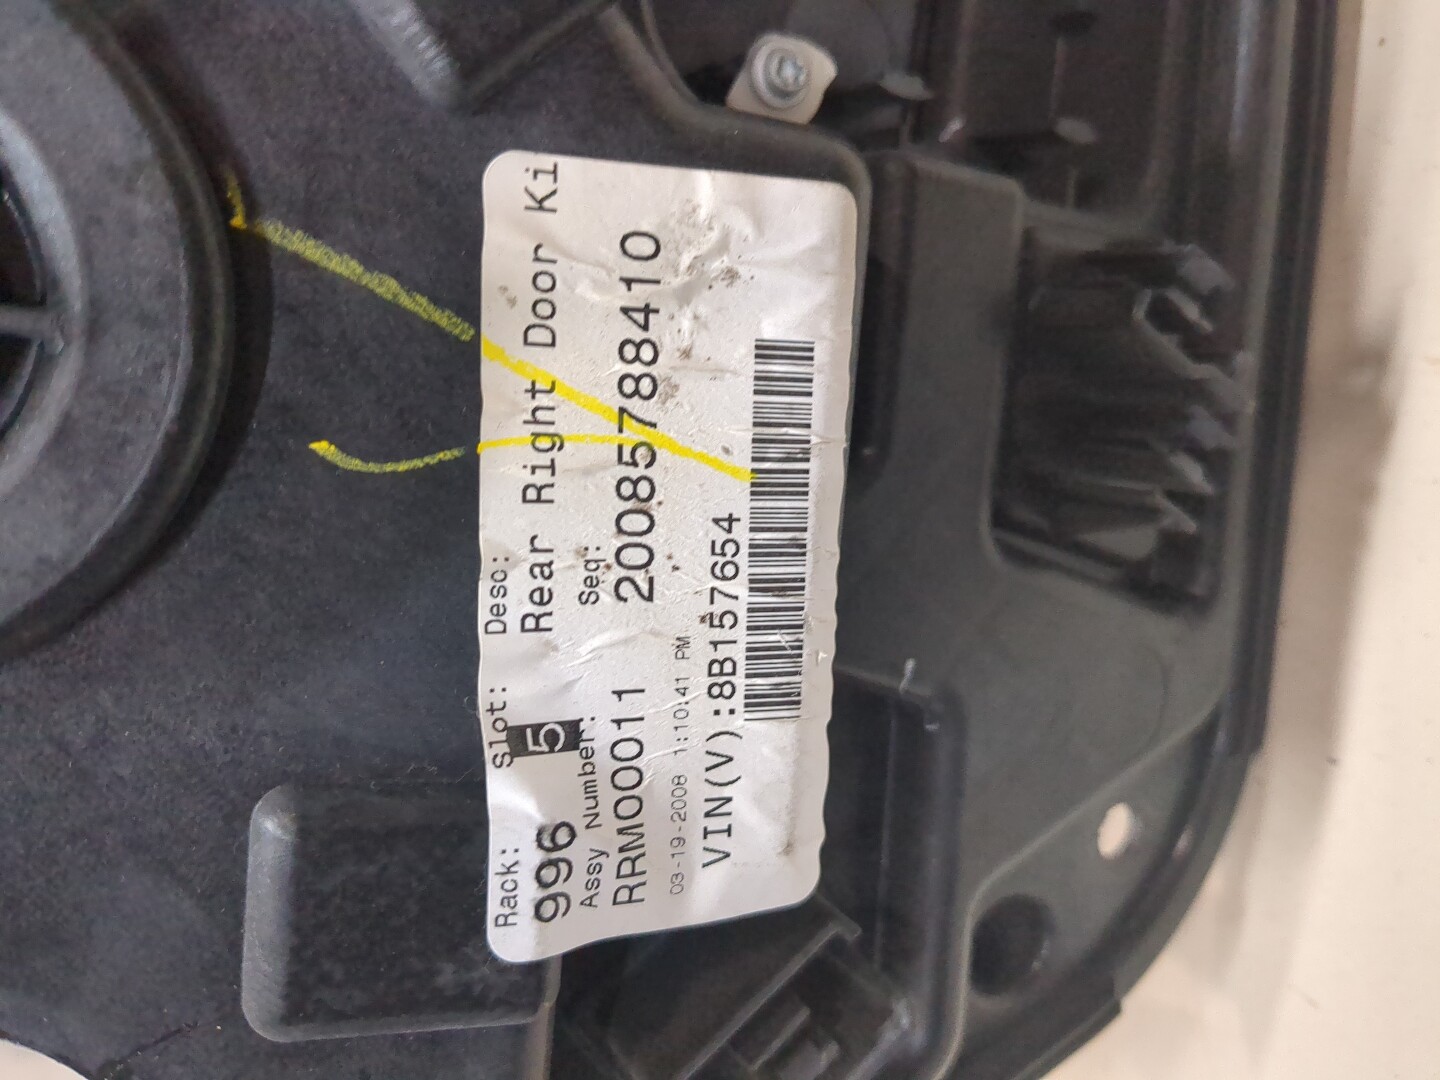 Rack: Slot: Desc:
996 5 Rear Right Door Ki
Assy Number: Seq:
RRM00011 20085788410
03-19-2008 1:10:41 PM
VIN(V):8B157654